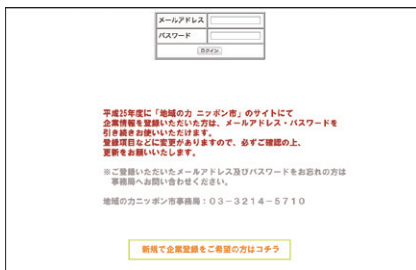 メールアドレス
パスワード
ログイン
平成25年度に「地域の力 ニッポン市」のサイトにて
企業情報を登録いただいた方は、メールアドレス・パスワードを
引き続きお使いいただけます。
登録項目などに変更がありますので、必ずご確認の上、
更新をお願いいたします。
※ご登録いただいたメールアドレス及びパスワードをお忘れの方は
事務局へお問い合わせください。
地域の力ニッポン市事務局：０３－３２１４－５７１０
新規で企業登録をご希望の方はコチラ